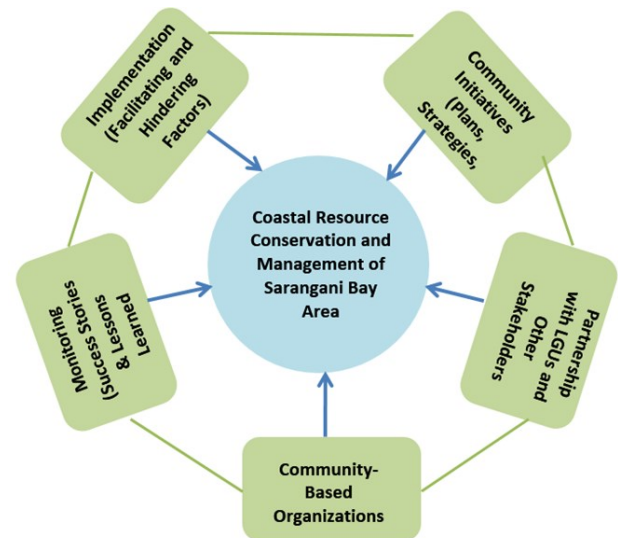 Implementation
(Facilitating and
Hindering
Factors)
Community
Initiatives
(Plans,
Strategies,
Coastal Resource
Conservation and
Management of
Sarangani Bay
Area
Monitoring
(Success Stories
& Lessons
Learned
Partnership
with LGUs and
Other
Stakeholders
Community-
Based
Organizations